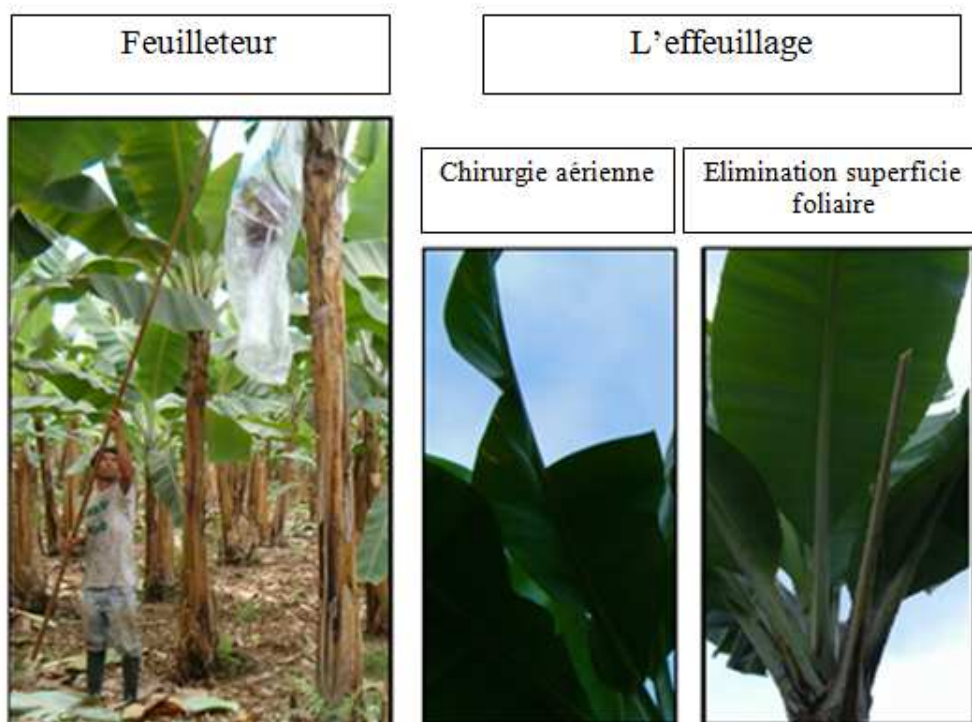 Feuilleteur
L'effeuillage
Chirurgie aérienne
Elimination superficie
foliaire